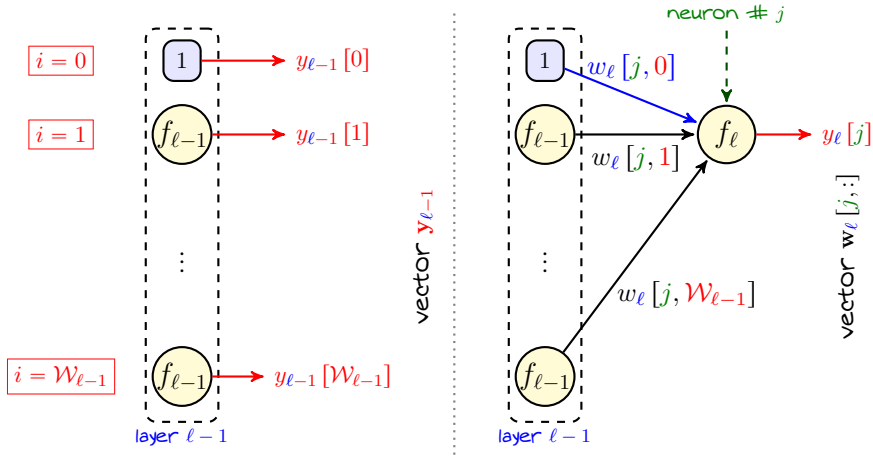 i = 0
1
y_{ℓ−1} [0]
i = 1
f_{ℓ−1}
y_{ℓ−1} [1]
...
i = 𝒲_{ℓ−1}
f_{ℓ−1}
y_{ℓ−1} [𝒲_{ℓ−1}]
layer ℓ − 1
vector y_{ℓ−1}
neuron # j
1
w_ℓ [j, 0]
f_{ℓ−1}
w_ℓ [j, 1]
f_ℓ
y_ℓ [j]
...
w_ℓ [j, 𝒲_{ℓ−1}]
f_{ℓ−1}
layer ℓ − 1
vector w_ℓ [j, :]